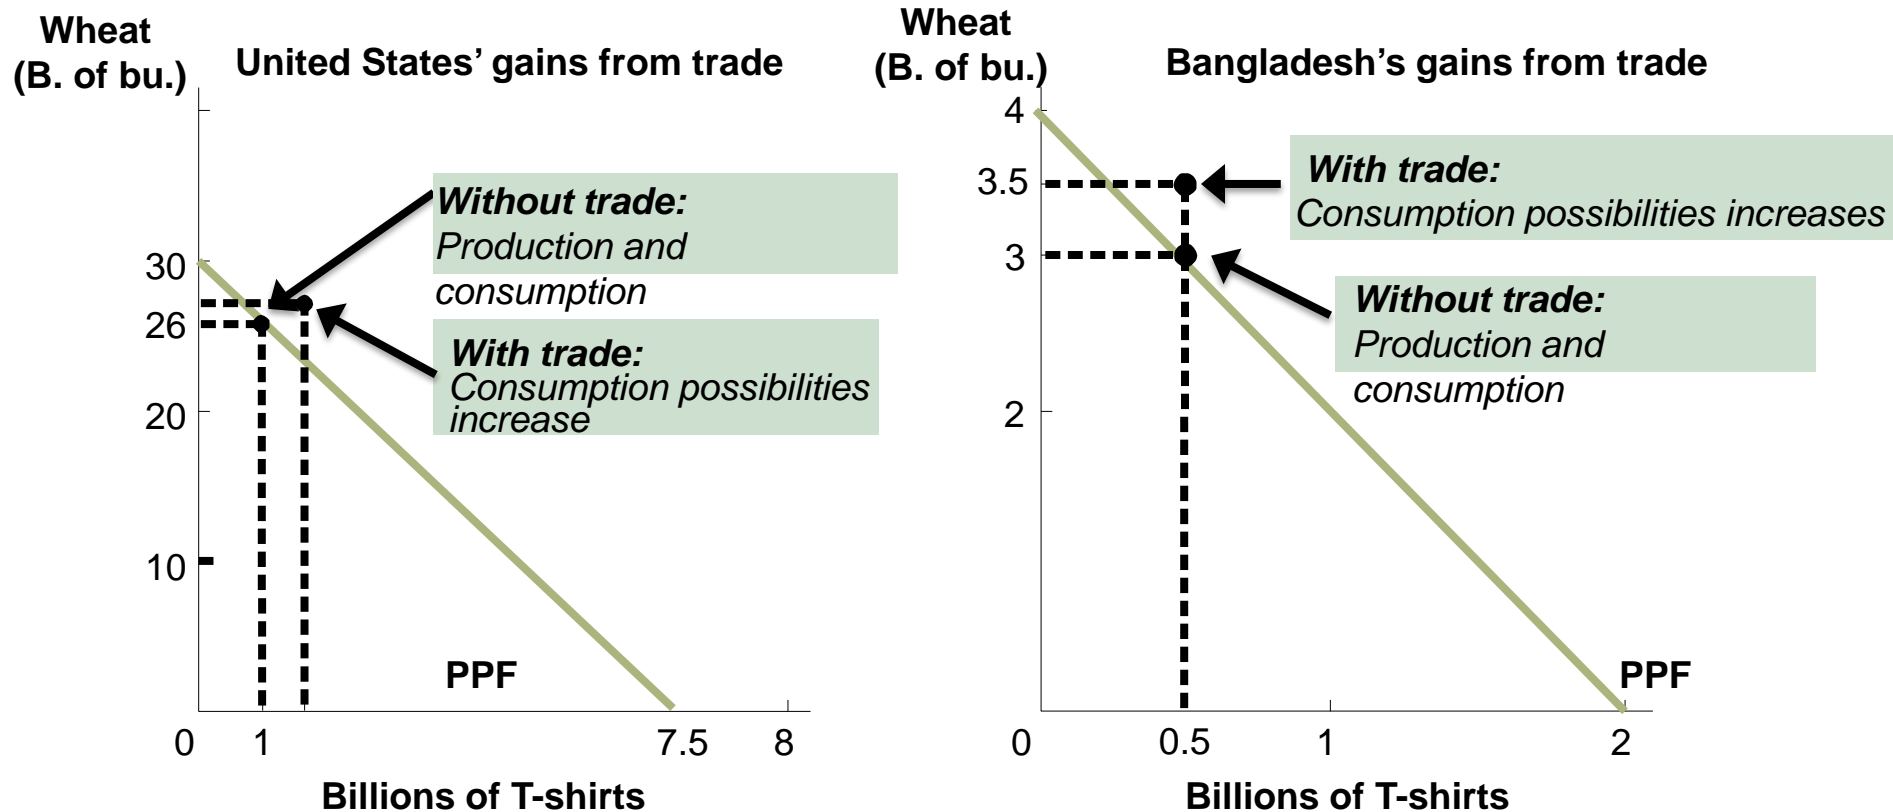 Wheat
(B. of bu.)
United States’ gains from trade
30
26
20
10
Without trade:
Production and
consumption
With trade:
Consumption possibilities
increase
PPF
0
1
7.5
8
Billions of T-shirts
Wheat
(B. of bu.)
Bangladesh’s gains from trade
4
3.5
3
2
With trade:
Consumption possibilities increases
Without trade:
Production and
consumption
PPF
0
0.5
1
2
Billions of T-shirts